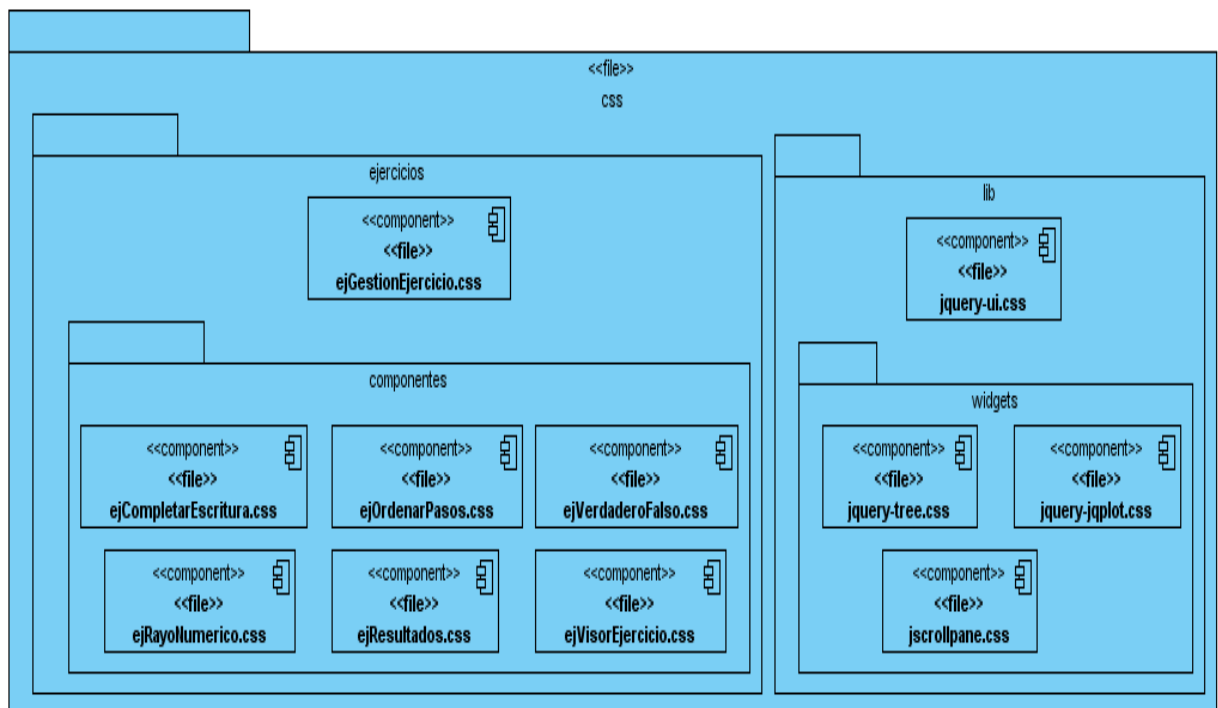 <<file>>
css
ejercicios
<<component>>
<<file>>
ejGestionEjercicio.css
componentes
<<component>>
<<file>>
ejCompletarEscritura.css
<<component>>
<<file>>
ejOrdenarPasos.css
<<component>>
<<file>>
ejVerdaderoFalso.css
<<component>>
<<file>>
ejRayoNumerico.css
<<component>>
<<file>>
ejResultados.css
<<component>>
<<file>>
ejVisorEjercicio.css
lib
<<component>>
<<file>>
jquery-ui.css
widgets
<<component>>
<<file>>
jquery-tree.css
<<component>>
<<file>>
jquery-jqplot.css
<<component>>
<<file>>
jscrollpane.css